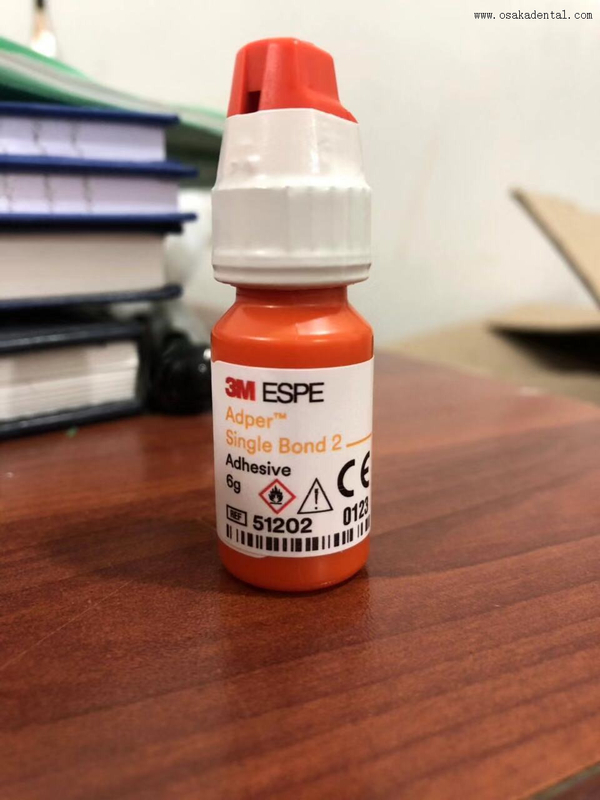 www.osakadental.com
3M ESPE
Adper™
Single Bond 2
Adhesive
6g
CE
REF 51202
0123